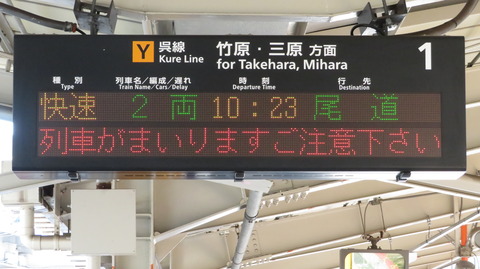 Y 呉線 Kure Line 竹原・三原 方面 for Takehara, Mihara 1
種別 列車名/編成/遅れ 時刻 行先
Train Name/Cars/Delay Departure Time Destination
快速 2両 10:23 尾道
列車がまいりますご注意下さい